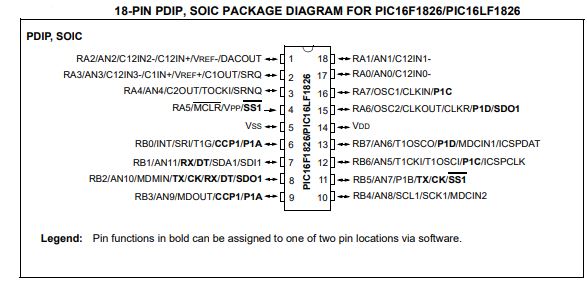 18-PIN PDIP, SOIC PACKAGE DIAGRAM FOR PIC16F1826/PIC16LF1826
PDIP, SOIC
RA2/AN2/C12IN2-/C12IN+/VREF-/DACOUT 1 18 RA1/AN1/C12IN1-
RA3/AN3/C12IN3-/C1IN+/VREF+/C1OUT/SRQ 2 17 RA0/AN0/C12IN0-
RA4/AN4/C2OUT/TOCKI/SRNQ 3 16 RA7/OSC1/CLKIN/P1C
RA5/MCLR/VPP/SS1 4 15 RA6/OSC2/CLKOUT/CLKR/P1D/SDO1
VSS 5 14 VDD
RB0/INT/SRI/T1G/CCP1/P1A 6 13 RB7/AN6/T1OSCO/P1D/MDCIN1/ICSPDAT
RB1/AN11/RX/DT/SDA1/SDI1 7 12 RB6/AN5/T1CKI/T1OSCI/P1C/ICSPCLK
RB2/AN10/MDMIN/TX/CK/RX/DT/SDO1 8 11 RB5/AN7/P1B/TX/CK/SS1
RB3/AN9/MDOUT/CCP1/P1A 9 10 RB4/AN8/SCL1/SCK1/MDCIN2
PIC16F1826/PIC16LF1826
Legend: Pin functions in bold can be assigned to one of two pin locations via software.